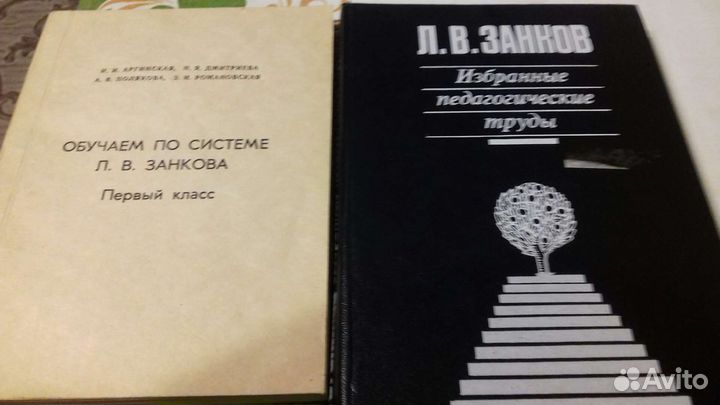 И. И. АРГИНСКАЯ, Н. Я. ДМИТРИЕВА
А. В. ПОЛЯКОВА, З. И. РОМАНОВСКАЯ
ОБУЧАЕМ ПО СИСТЕМЕ
Л. В. ЗАНКОВА
Первый класс
Л.В.ЗАНКОВ
Избранные
педагогические
труды
Avito